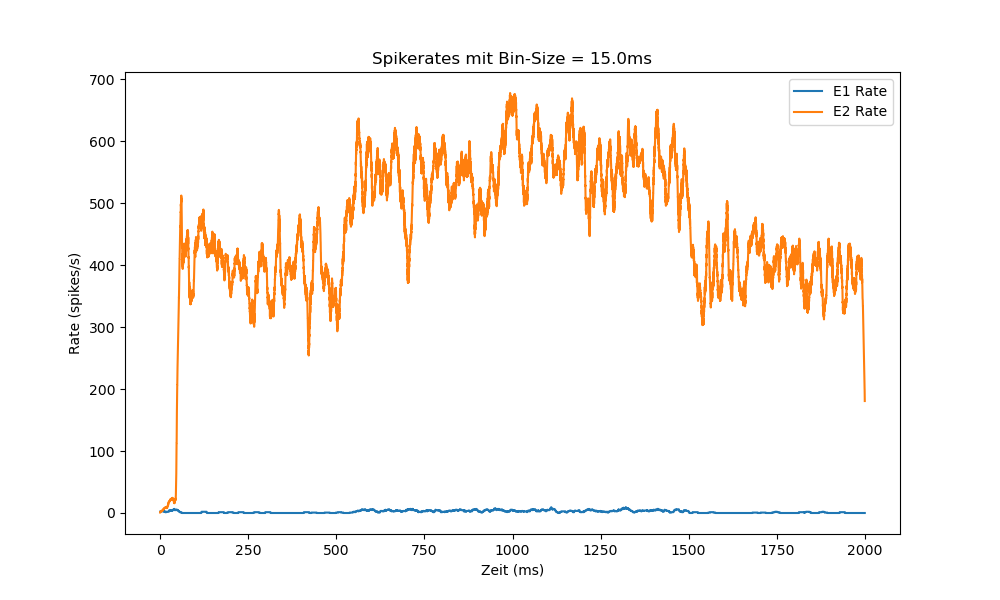 Spikerates mit Bin-Size = 15.0ms
E1 Rate
E2 Rate
700
600
500
400
300
200
100
0
Rate (spikes/s)
0 250 500 750 1000 1250 1500 1750 2000
Zeit (ms)